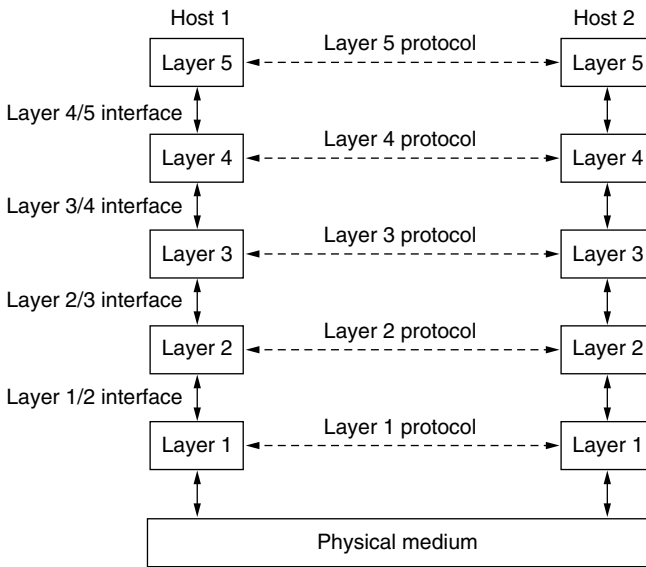 Host 1
Host 2
Layer 5
Layer 5 protocol
Layer 5
Layer 4/5 interface
Layer 4
Layer 4 protocol
Layer 4
Layer 3/4 interface
Layer 3
Layer 3 protocol
Layer 3
Layer 2/3 interface
Layer 2
Layer 2 protocol
Layer 2
Layer 1/2 interface
Layer 1
Layer 1 protocol
Layer 1
Physical medium